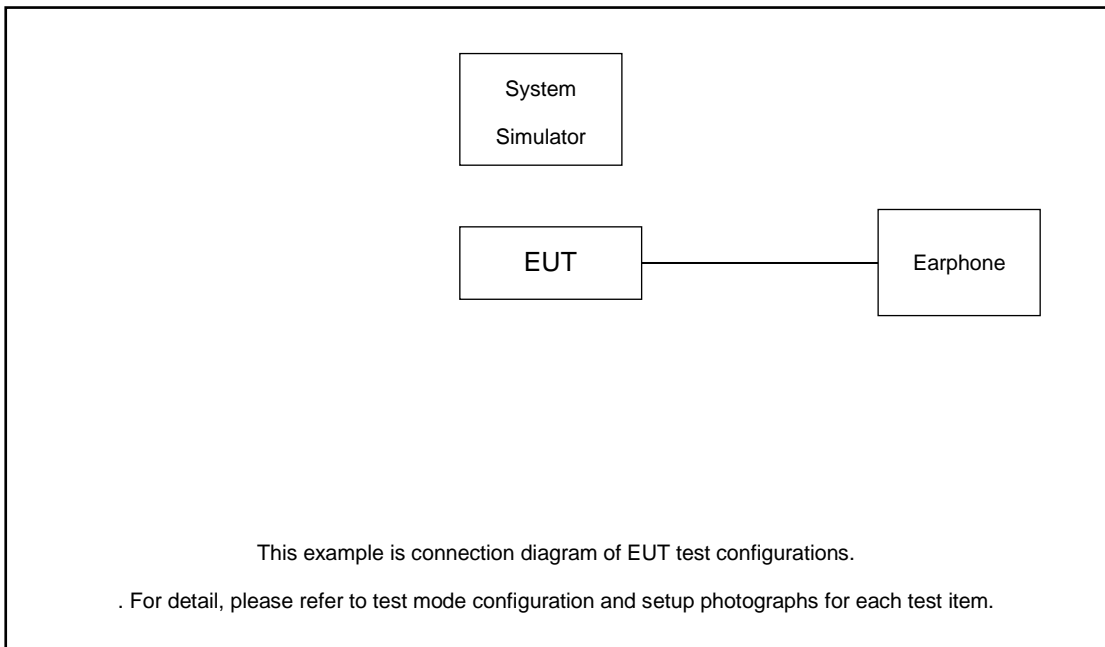 System
Simulator
EUT
Earphone
This example is connection diagram of EUT test configurations.
. For detail, please refer to test mode configuration and setup photographs for each test item.